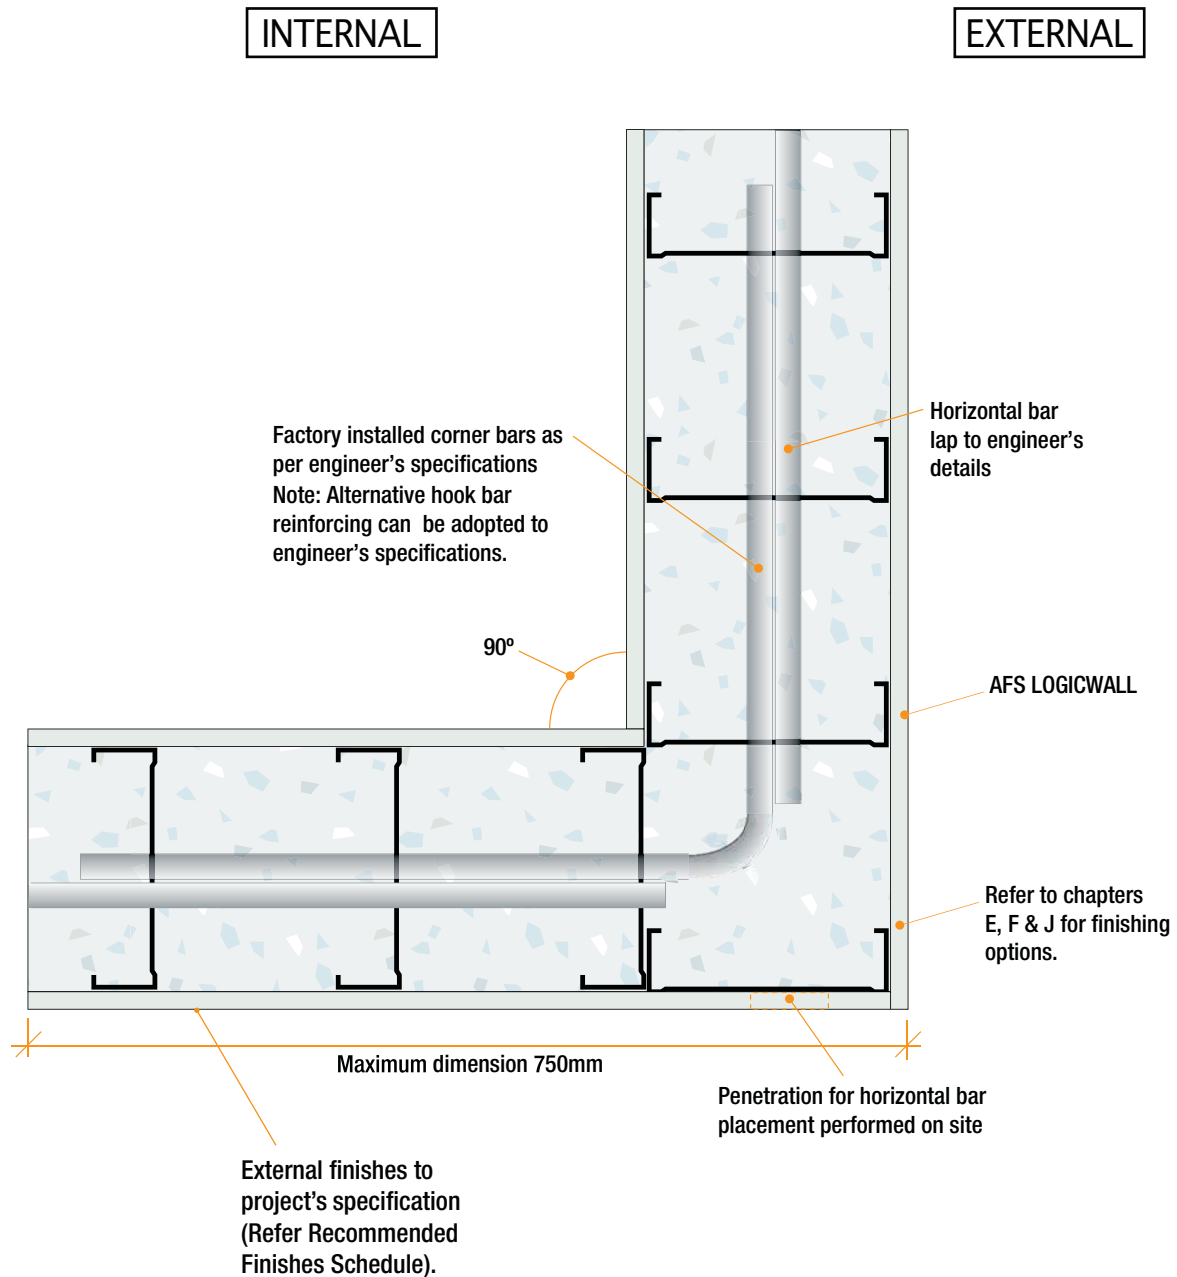 INTERNAL
EXTERNAL
Horizontal bar
lap to engineer's
details
Factory installed corner bars as
per engineer's specifications
Note: Alternative hook bar
reinforcing can  be adopted to
engineer's specifications.
90º
AFS LOGICWALL
Refer to chapters
E, F & J for finishing
options.
Maximum dimension 750mm
Penetration for horizontal bar
placement performed on site
External finishes to
project's specification
(Refer Recommended
Finishes Schedule).